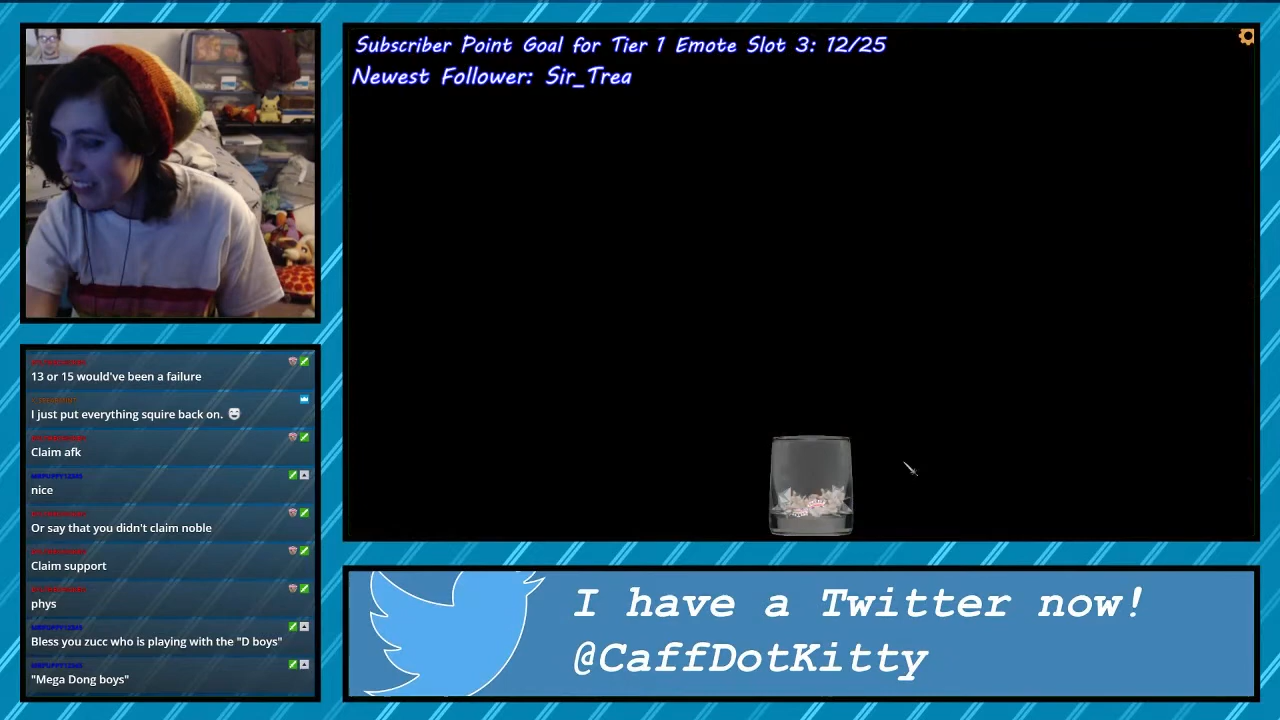 Subscriber Point Goal for Tier 1 Emote Slot 3: 12/25
Newest Follower: Sir_Trea
13 or 15 would've been a failure
I just put everything squire back on.
Claim afk
nice
Or say that you didn't claim noble
Claim support
phys
Bless you zucc who is playing with the "D boys"
"Mega Dong boys"
I have a Twitter now!
@CaffDotKitty